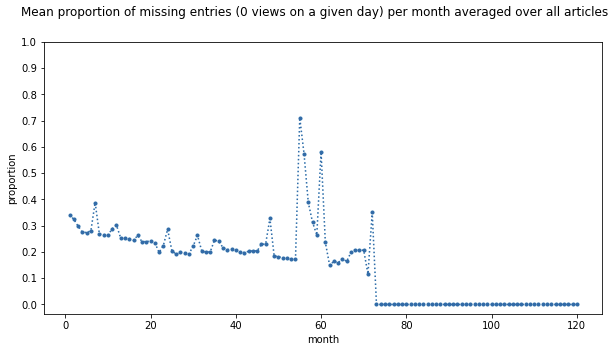 Mean proportion of missing entries (0 views on a given day) per month averaged over all articles
1.0
0.9
0.8
0.7
0.6
0.5
0.4
0.3
0.2
0.1
0.0
proportion
0 20 40 60 80 100 120
month